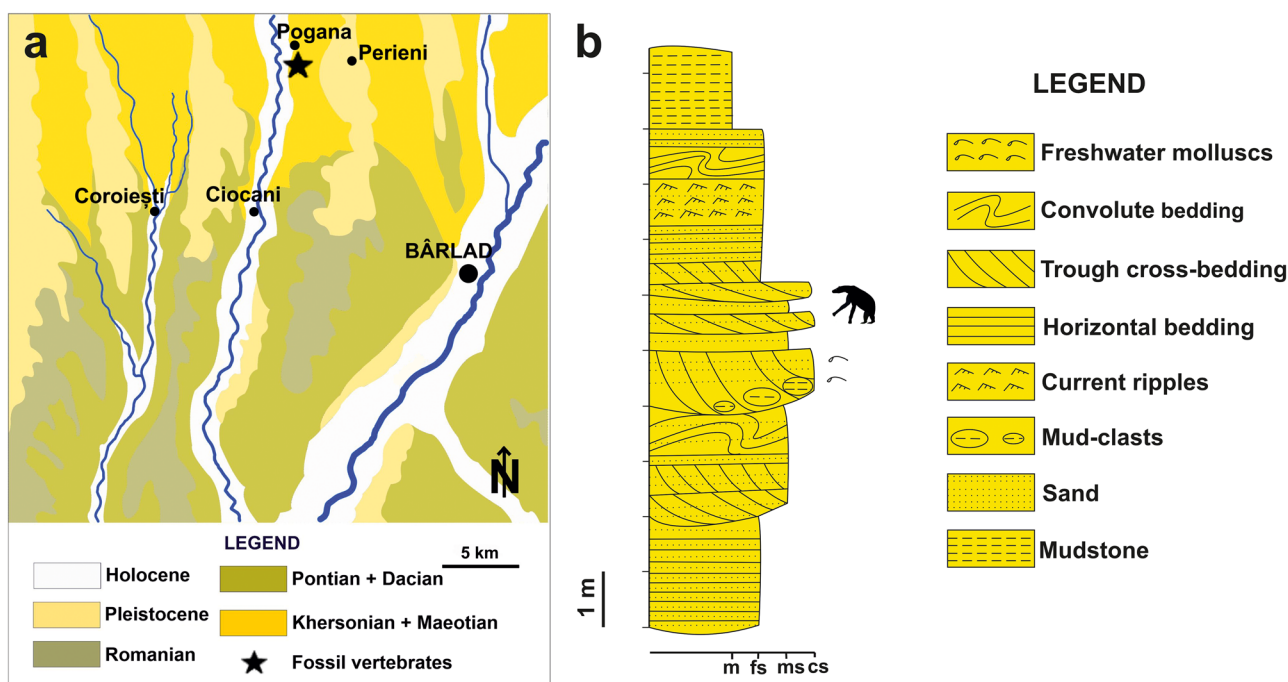 a
Pogana
Perieni
Coroiești
Ciocani
BÂRLAD
N
LEGEND
5 km
Holocene
Pleistocene
Romanian
Pontian + Dacian
Khersonian + Maeotian
Fossil vertebrates
b
1 m
m fs ms cs
LEGEND
Freshwater molluscs
Convolute bedding
Trough cross-bedding
Horizontal bedding
Current ripples
Mud-clasts
Sand
Mudstone